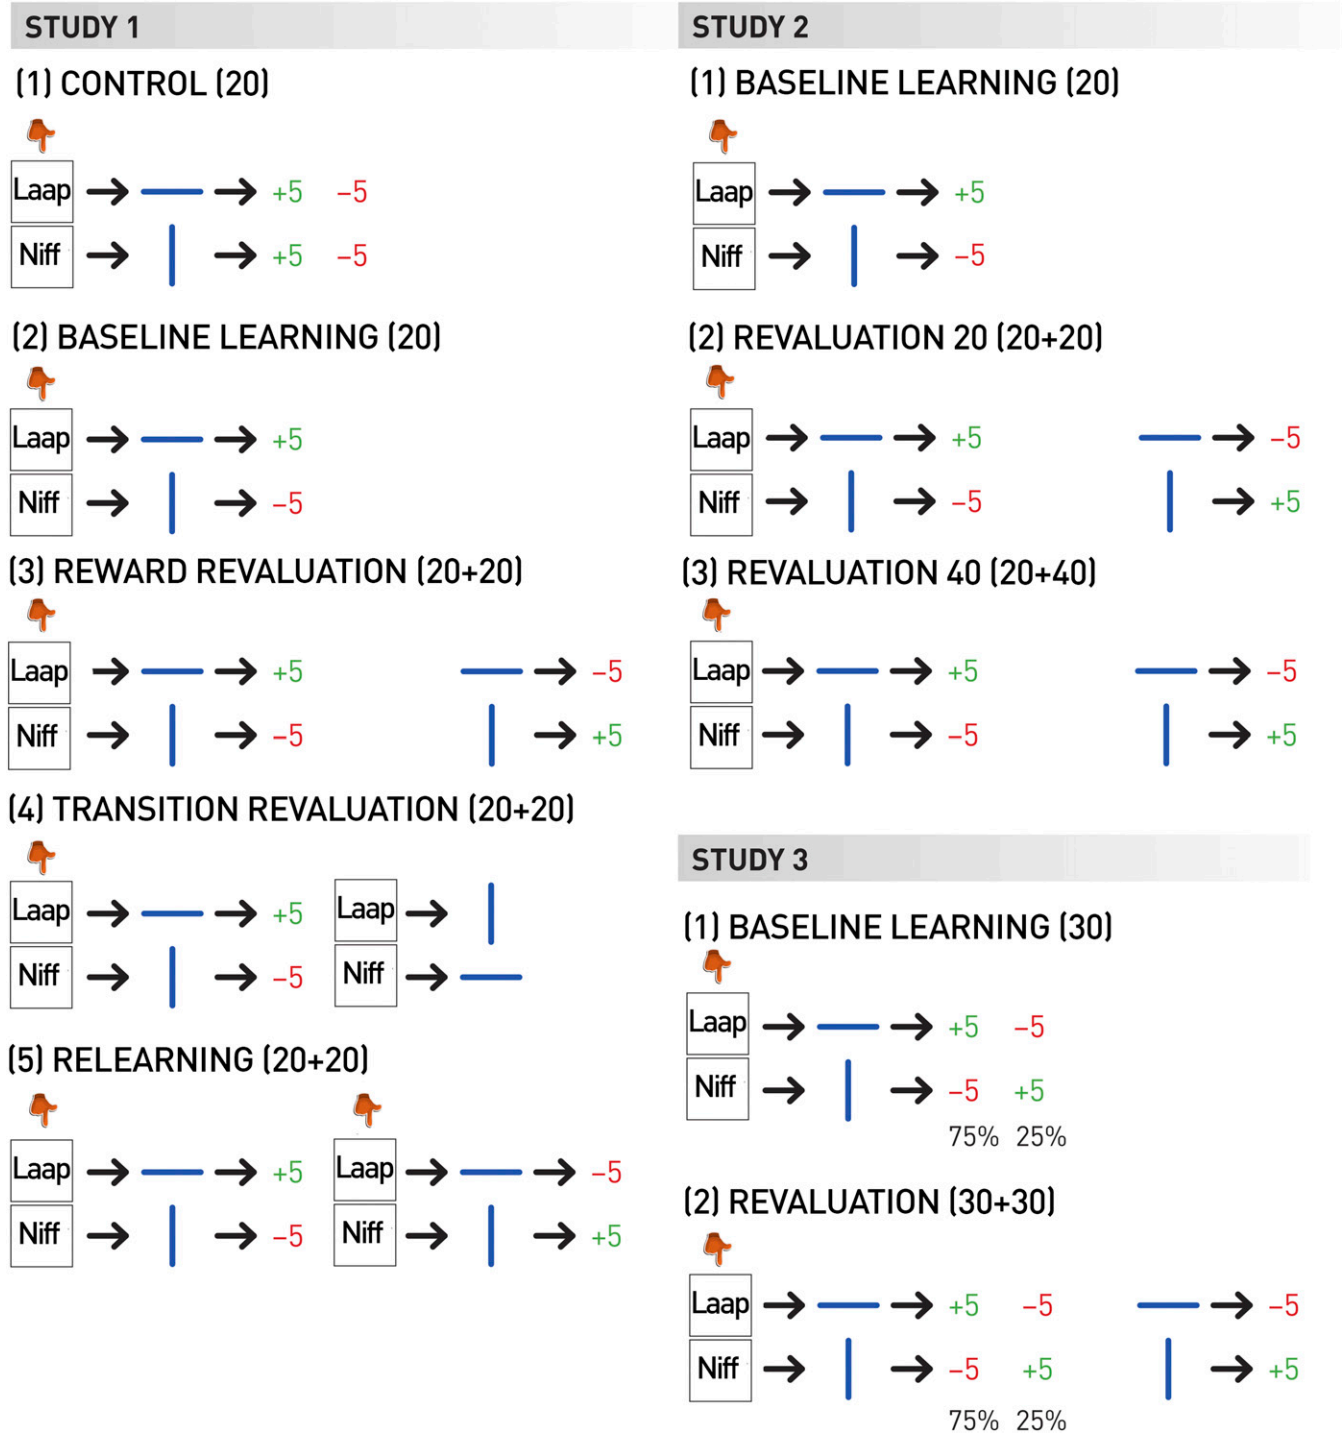 STUDY 1
(1) CONTROL (20)
Laap +5 −5
Niff +5 −5
(2) BASELINE LEARNING (20)
Laap +5
Niff −5
(3) REWARD REVALUATION (20+20)
Laap +5 −5
Niff −5 +5
(4) TRANSITION REVALUATION (20+20)
Laap +5 Laap
Niff −5 Niff
(5) RELEARNING (20+20)
Laap +5 Laap −5
Niff −5 Niff +5
STUDY 2
(1) BASELINE LEARNING (20)
Laap +5
Niff −5
(2) REVALUATION 20 (20+20)
Laap +5 −5
Niff −5 +5
(3) REVALUATION 40 (20+40)
Laap +5 −5
Niff −5 +5
STUDY 3
(1) BASELINE LEARNING (30)
Laap +5 −5
Niff −5 +5
75% 25%
(2) REVALUATION (30+30)
Laap +5 −5 −5
Niff −5 +5 +5
75% 25%